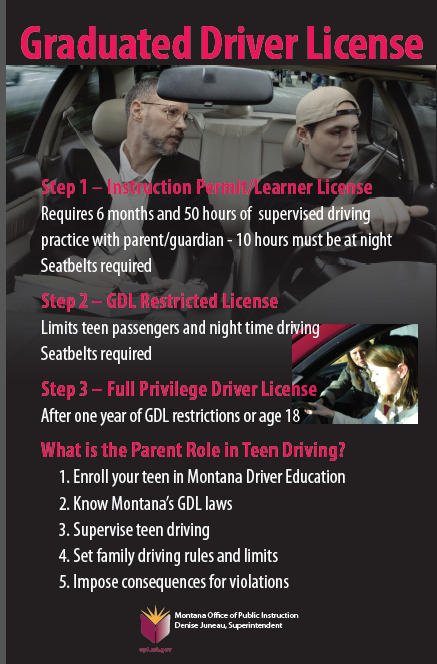 Graduated Driver License
Step 1 – Instruction Permit/Learner License
Requires 6 months and 50 hours of supervised driving
practice with parent/guardian - 10 hours must be at night
Seatbelts required
Step 2 – GDL Restricted License
Limits teen passengers and night time driving
Seatbelts required
Step 3 – Full Privilege Driver License
After one year of GDL restrictions or age 18
What is the Parent Role in Teen Driving?
1. Enroll your teen in Montana Driver Education
2. Know Montana's GDL laws
3. Supervise teen driving
4. Set family driving rules and limits
5. Impose consequences for violations
Montana Office of Public Instruction
Denise Juneau, Superintendent
opi.mt.gov